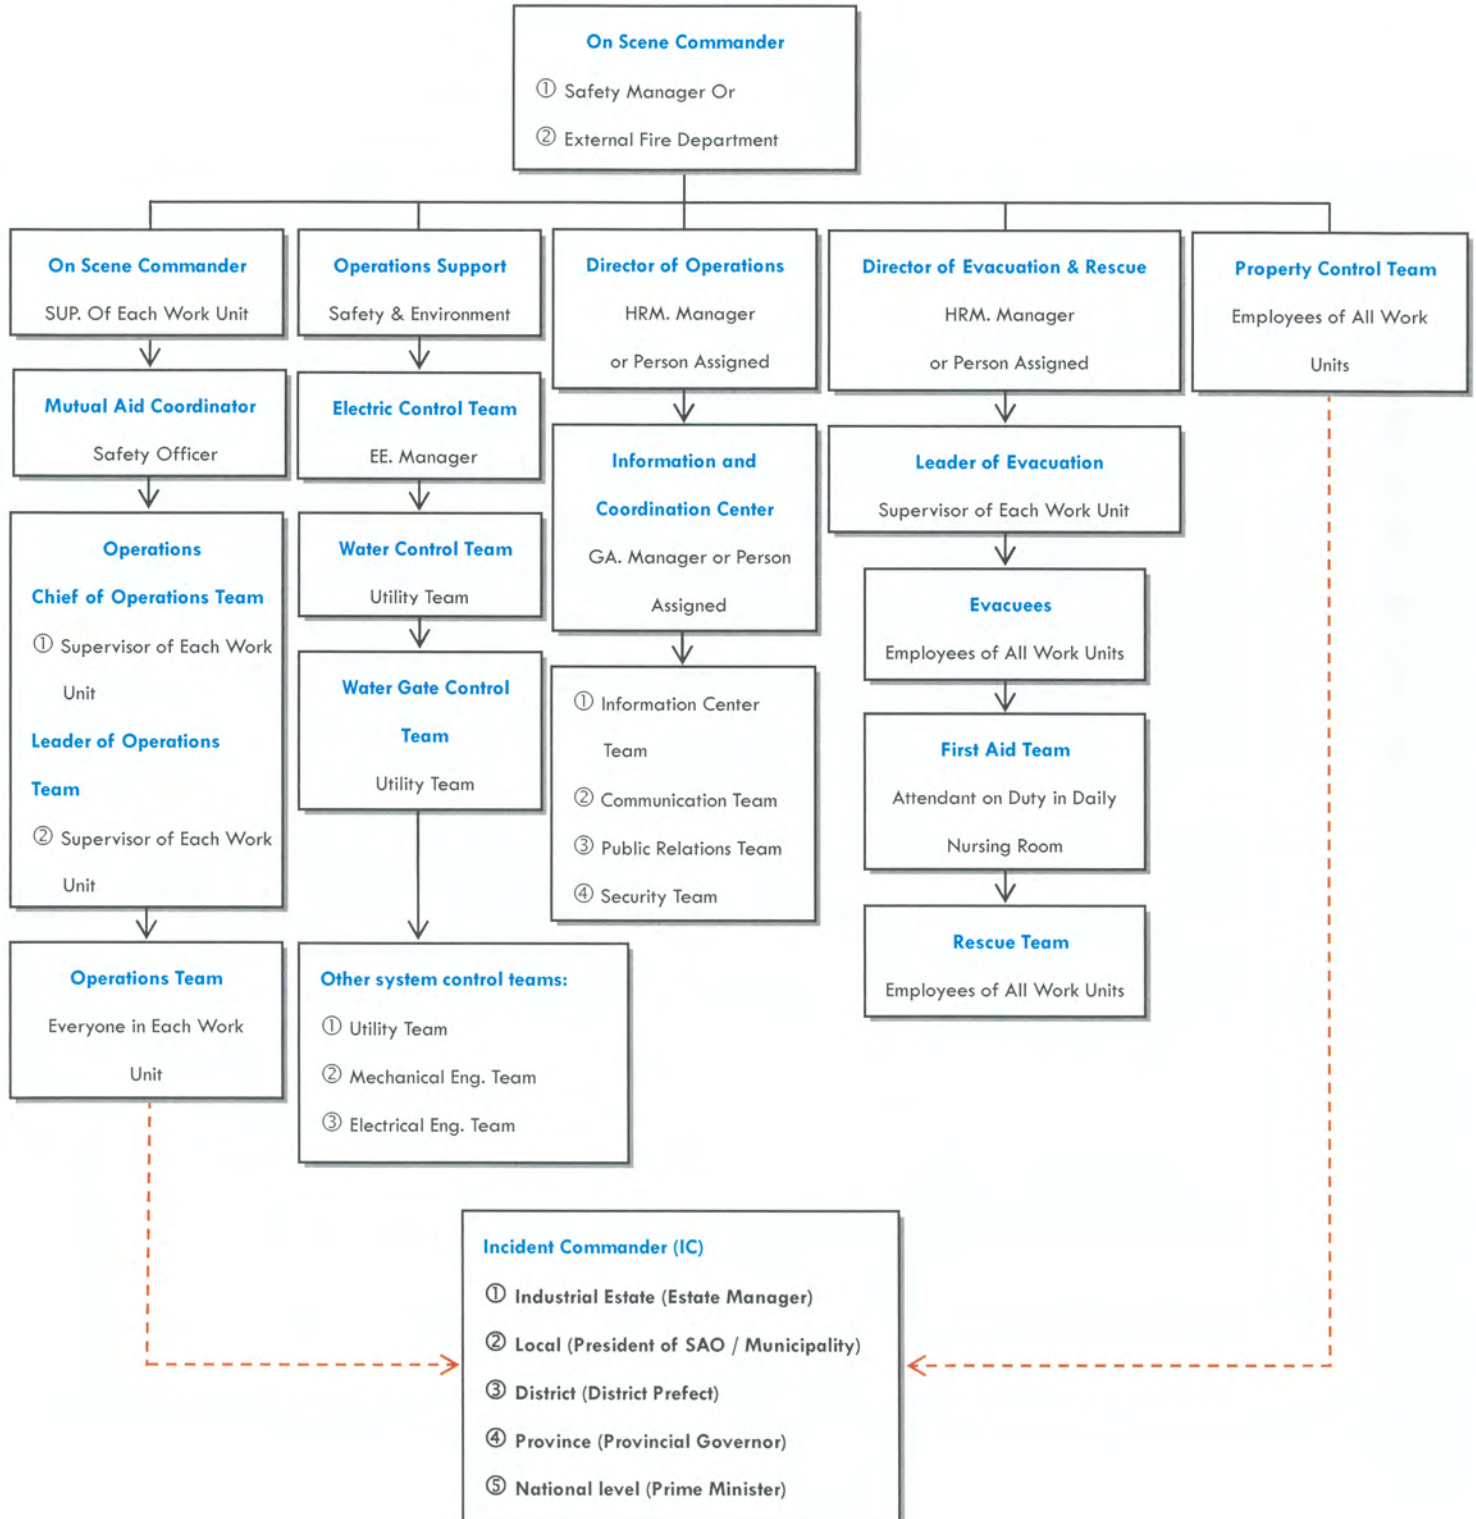 On Scene Commander
① Safety Manager Or
② External Fire Department
On Scene Commander
SUP. Of Each Work Unit
Mutual Aid Coordinator
Safety Officer
Operations
Chief of Operations Team
① Supervisor of Each Work
Unit
Leader of Operations
Team
② Supervisor of Each Work
Unit
Operations Team
Everyone in Each Work
Unit
Operations Support
Safety & Environment
Electric Control Team
EE. Manager
Water Control Team
Utility Team
Water Gate Control
Team
Utility Team
Other system control teams:
① Utility Team
② Mechanical Eng. Team
③ Electrical Eng. Team
Director of Operations
HRM. Manager
or Person Assigned
Information and
Coordination Center
GA. Manager or Person
Assigned
① Information Center
Team
② Communication Team
③ Public Relations Team
④ Security Team
Director of Evacuation & Rescue
HRM. Manager
or Person Assigned
Leader of Evacuation
Supervisor of Each Work Unit
Evacuees
Employees of All Work Units
First Aid Team
Attendant on Duty in Daily
Nursing Room
Rescue Team
Employees of All Work Units
Property Control Team
Employees of All Work
Units
Incident Commander (IC)
① Industrial Estate (Estate Manager)
② Local (President of SAO / Municipality)
③ District (District Prefect)
④ Province (Provincial Governor)
⑤ National level (Prime Minister)